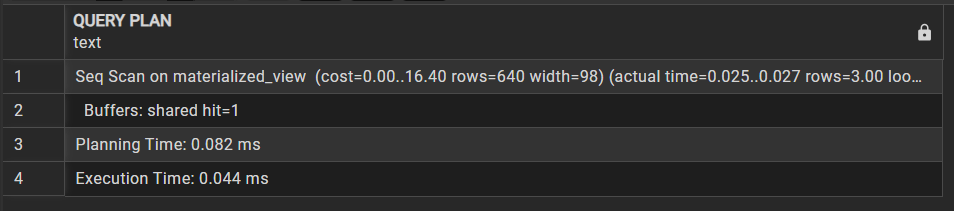 QUERY PLAN
text
1 Seq Scan on materialized_view (cost=0.00..16.40 rows=640 width=98) (actual time=0.025..0.027 rows=3.00 loo…
2 Buffers: shared hit=1
3 Planning Time: 0.082 ms
4 Execution Time: 0.044 ms